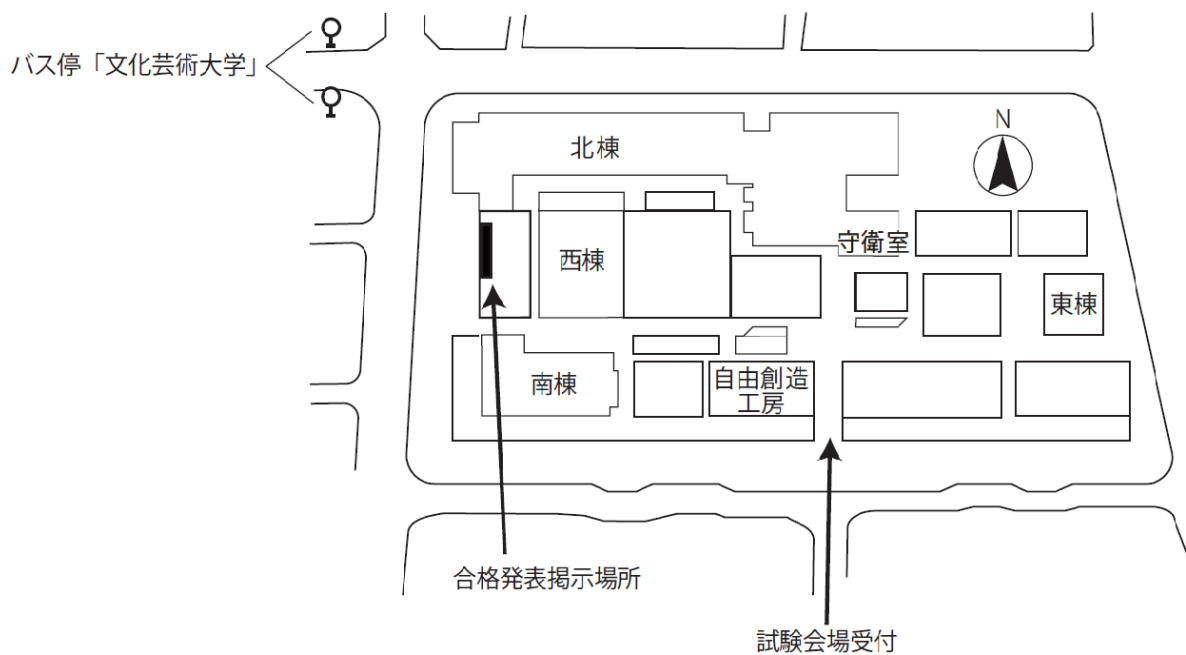 バス停「文化芸術大学」
N
北棟
守衛室
西棟
東棟
南棟
自由創造
工房
合格発表掲示場所
試験会場受付